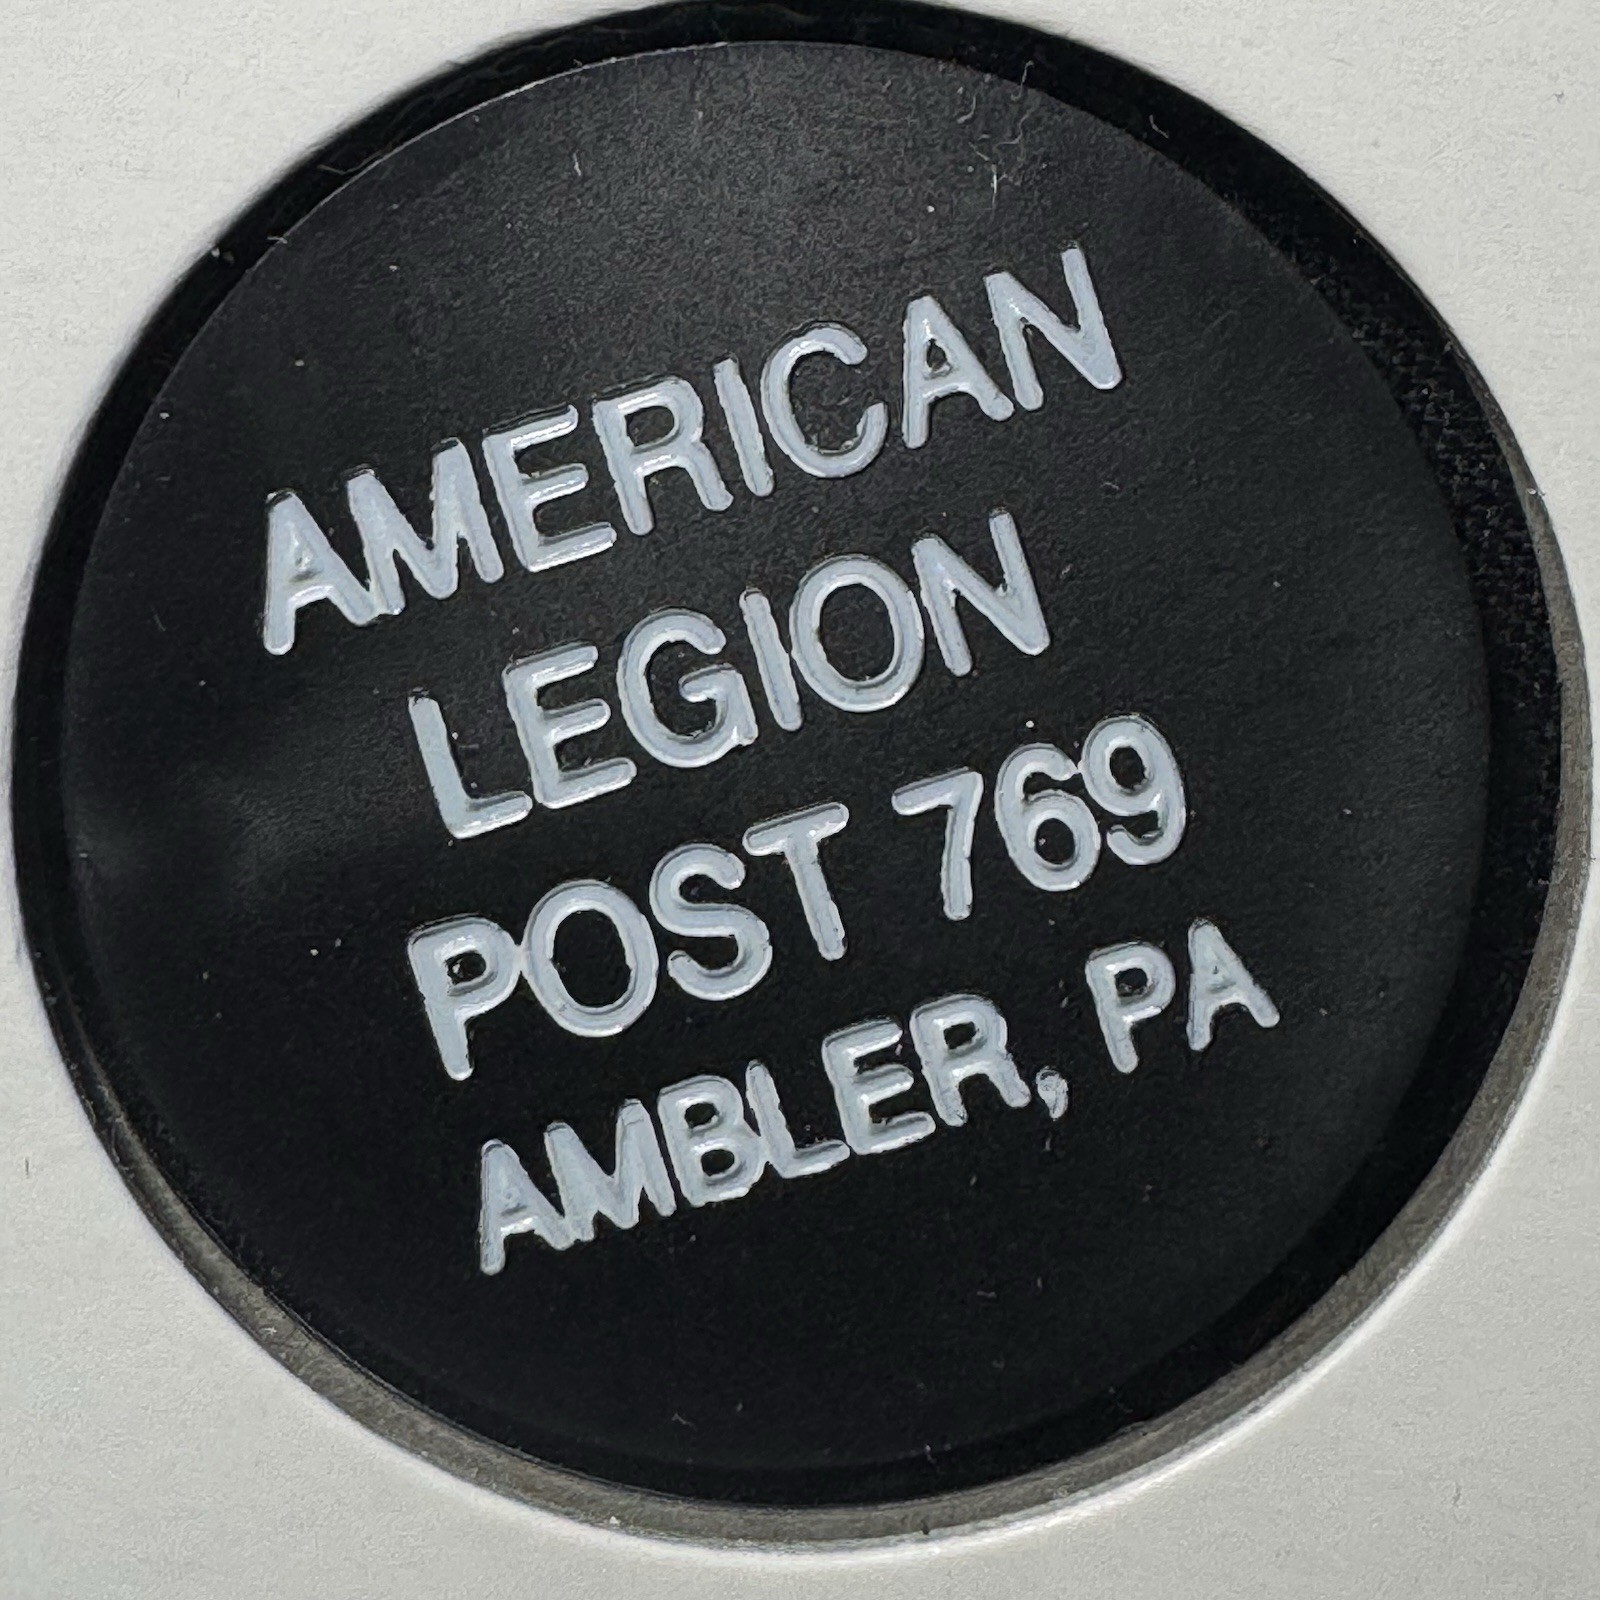 AMERICAN
LEGION
POST 769
AMBLER, PA